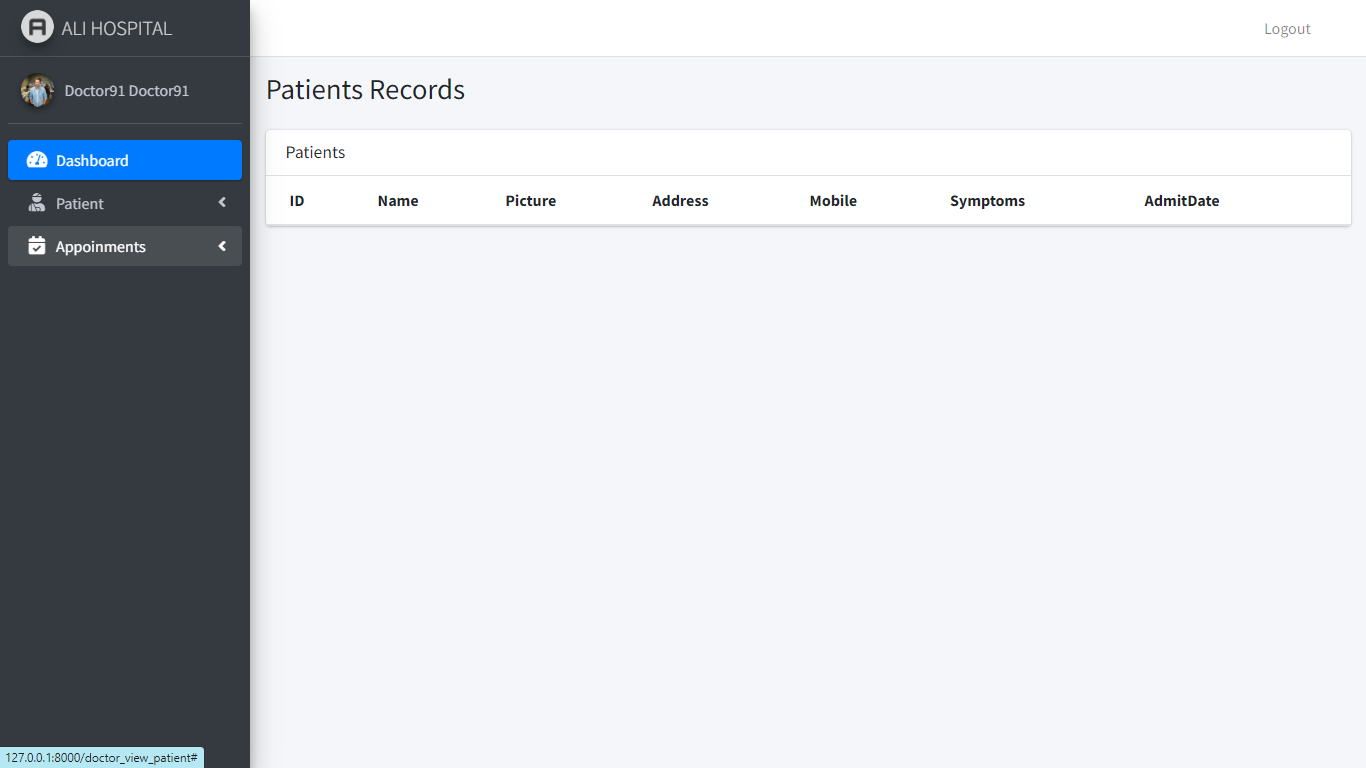 ALI HOSPITAL
Logout
Doctor91 Doctor91
Patients Records
Dashboard
Patient
Appoinments
Patients
ID Name Picture Address Mobile Symptoms AdmitDate
127.0.0.1:8000/doctor_view_patient#